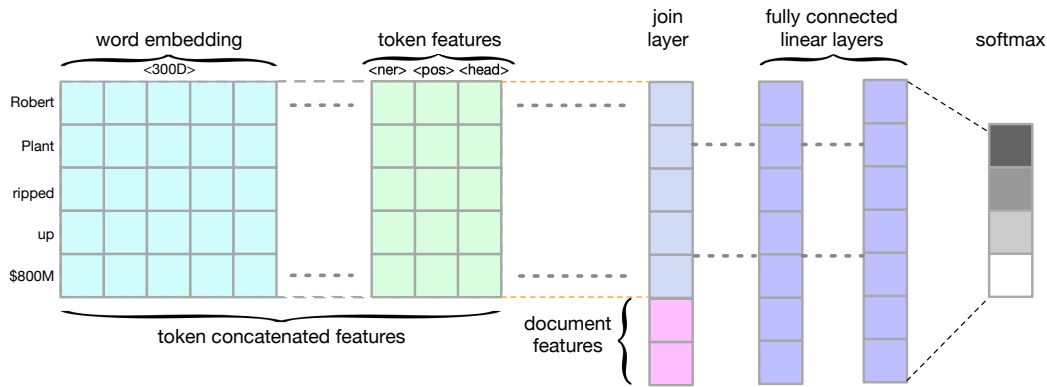 word embedding
<300D>
token features
<ner> <pos> <head>
join
layer
fully connected
linear layers
softmax
Robert
Plant
ripped
up
$800M
token concatenated features
document
features